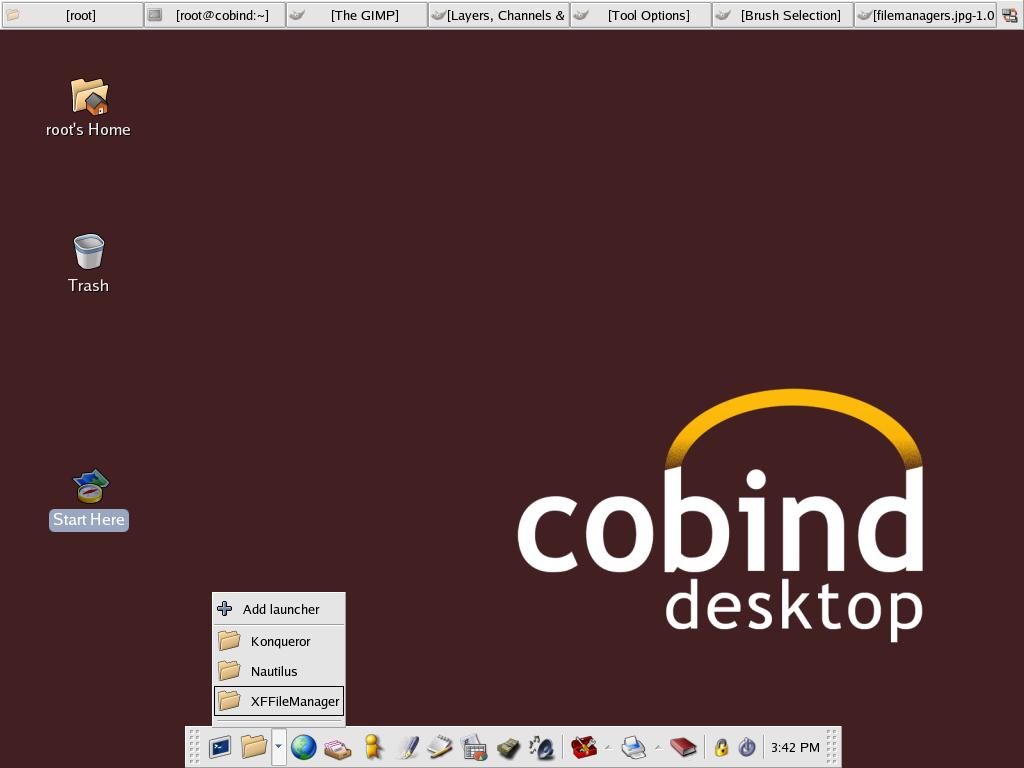 [root]
[root@cobind:~]
[The GIMP]
[Layers, Channels &
[Tool Options]
[Brush Selection]
[filemanagers.jpg-1.0
root's Home
Trash
Start Here
cobind
desktop
Add launcher
Konqueror
Nautilus
XFFileManager
3:42 PM